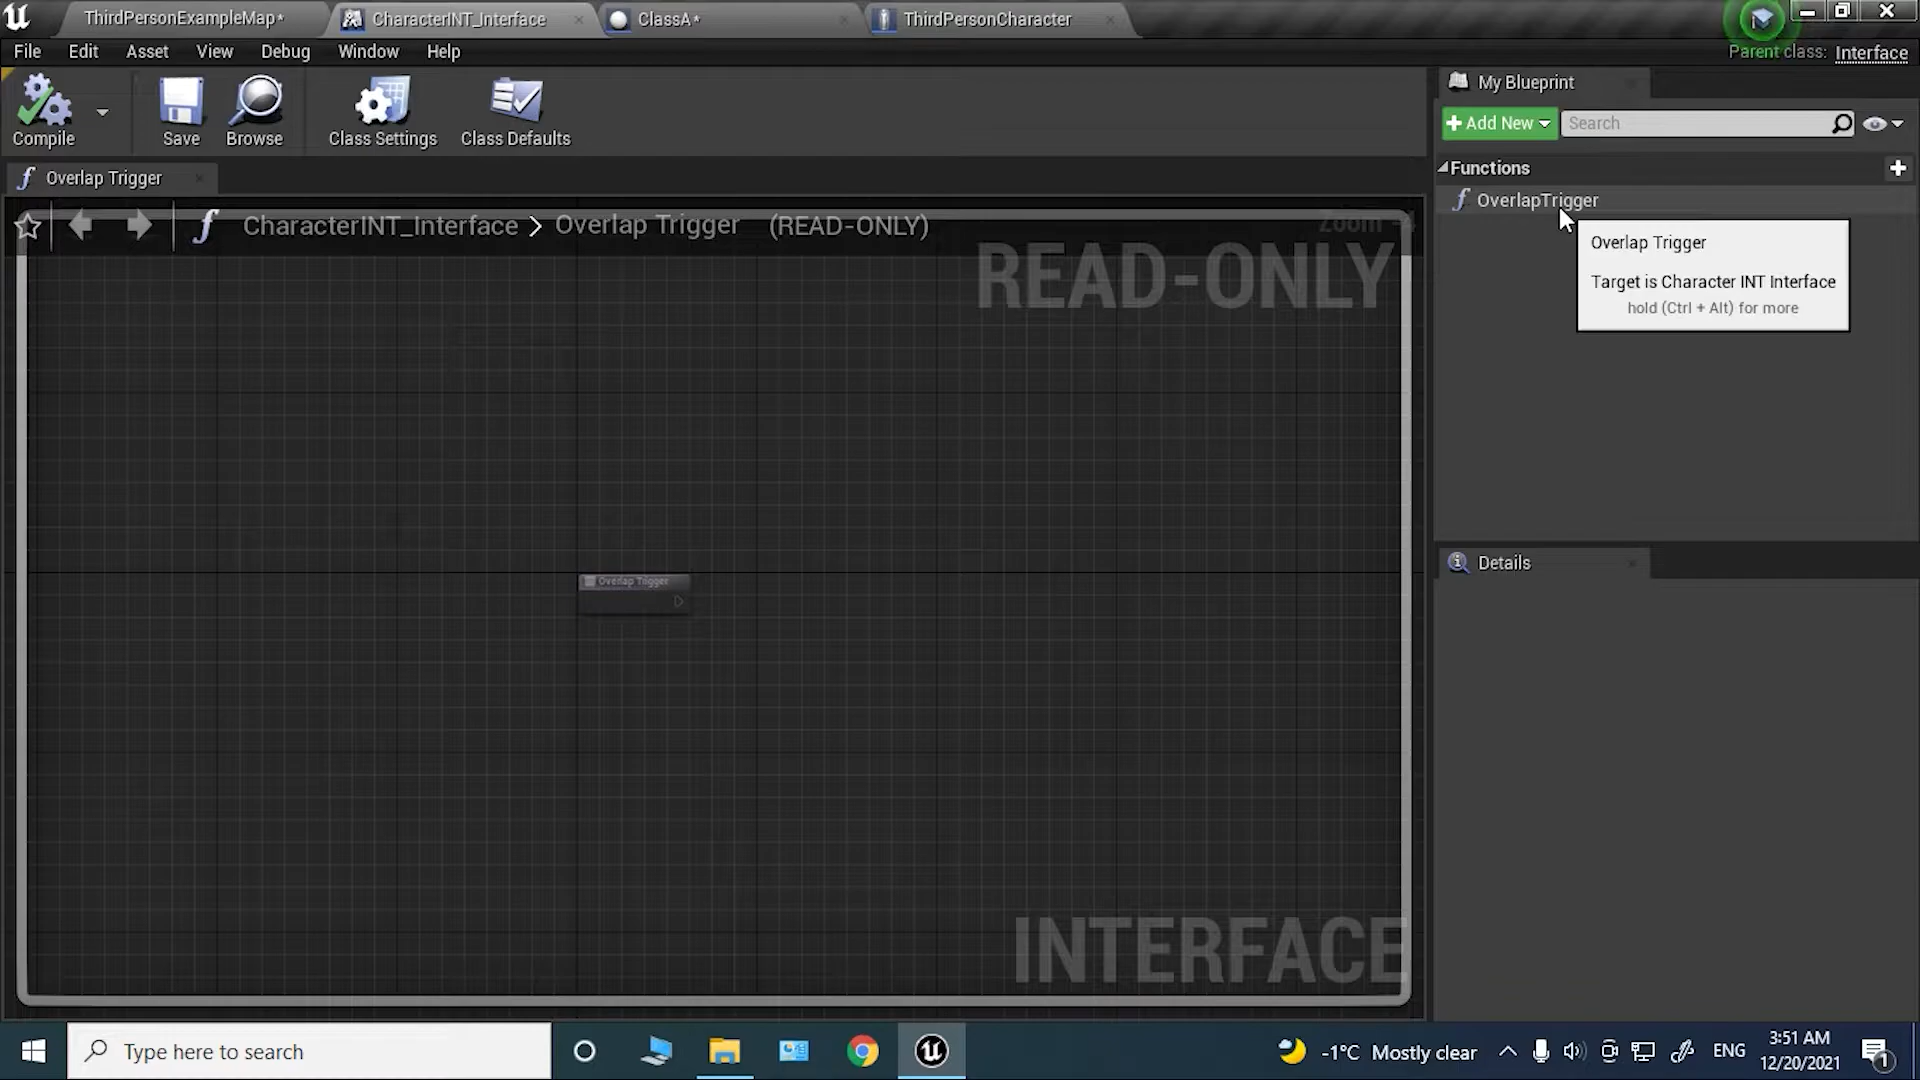 ThirdPersonExampleMap*
CharacterINT_Interface
ClassA*
ThirdPersonCharacter
File Edit Asset View Debug Window Help
Parent class: Interface
Compile
Save
Browse
Class Settings
Class Defaults
My Blueprint
Add New
Search
Functions
OverlapTrigger
Overlap Trigger
Target is Character INT Interface
hold (Ctrl + Alt) for more
Overlap Trigger
CharacterINT_Interface > Overlap Trigger (READ-ONLY)
Zoom -4
READ-ONLY
Overlap Trigger
INTERFACE
Details
Type here to search
-1°C Mostly clear
ENG
3:51 AM
12/20/2021
1